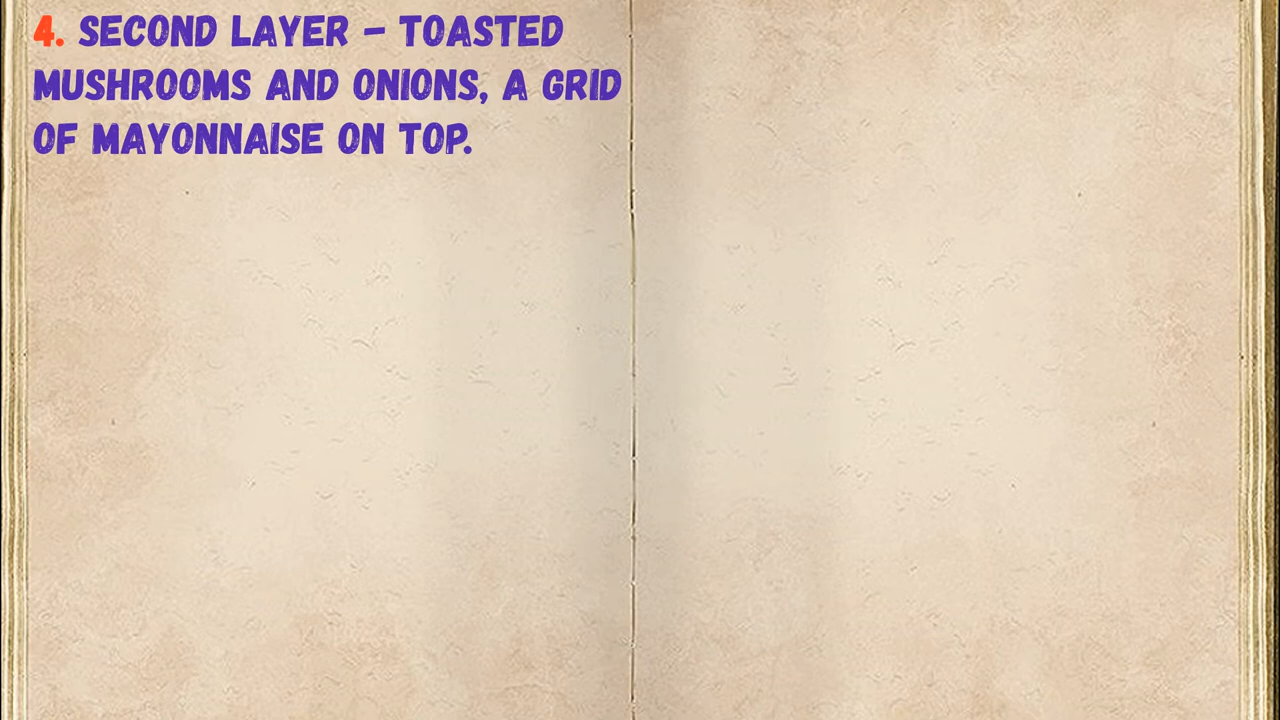 4. SECOND LAYER – TOASTED
MUSHROOMS AND ONIONS, A GRID
OF MAYONNAISE ON TOP.